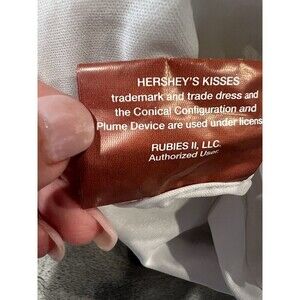 HERSHEY'S KISSES
trademark and trade dress and
the Conical Configuration and
Plume Device are used under licens
RUBIES II, LLC.
Authorized User